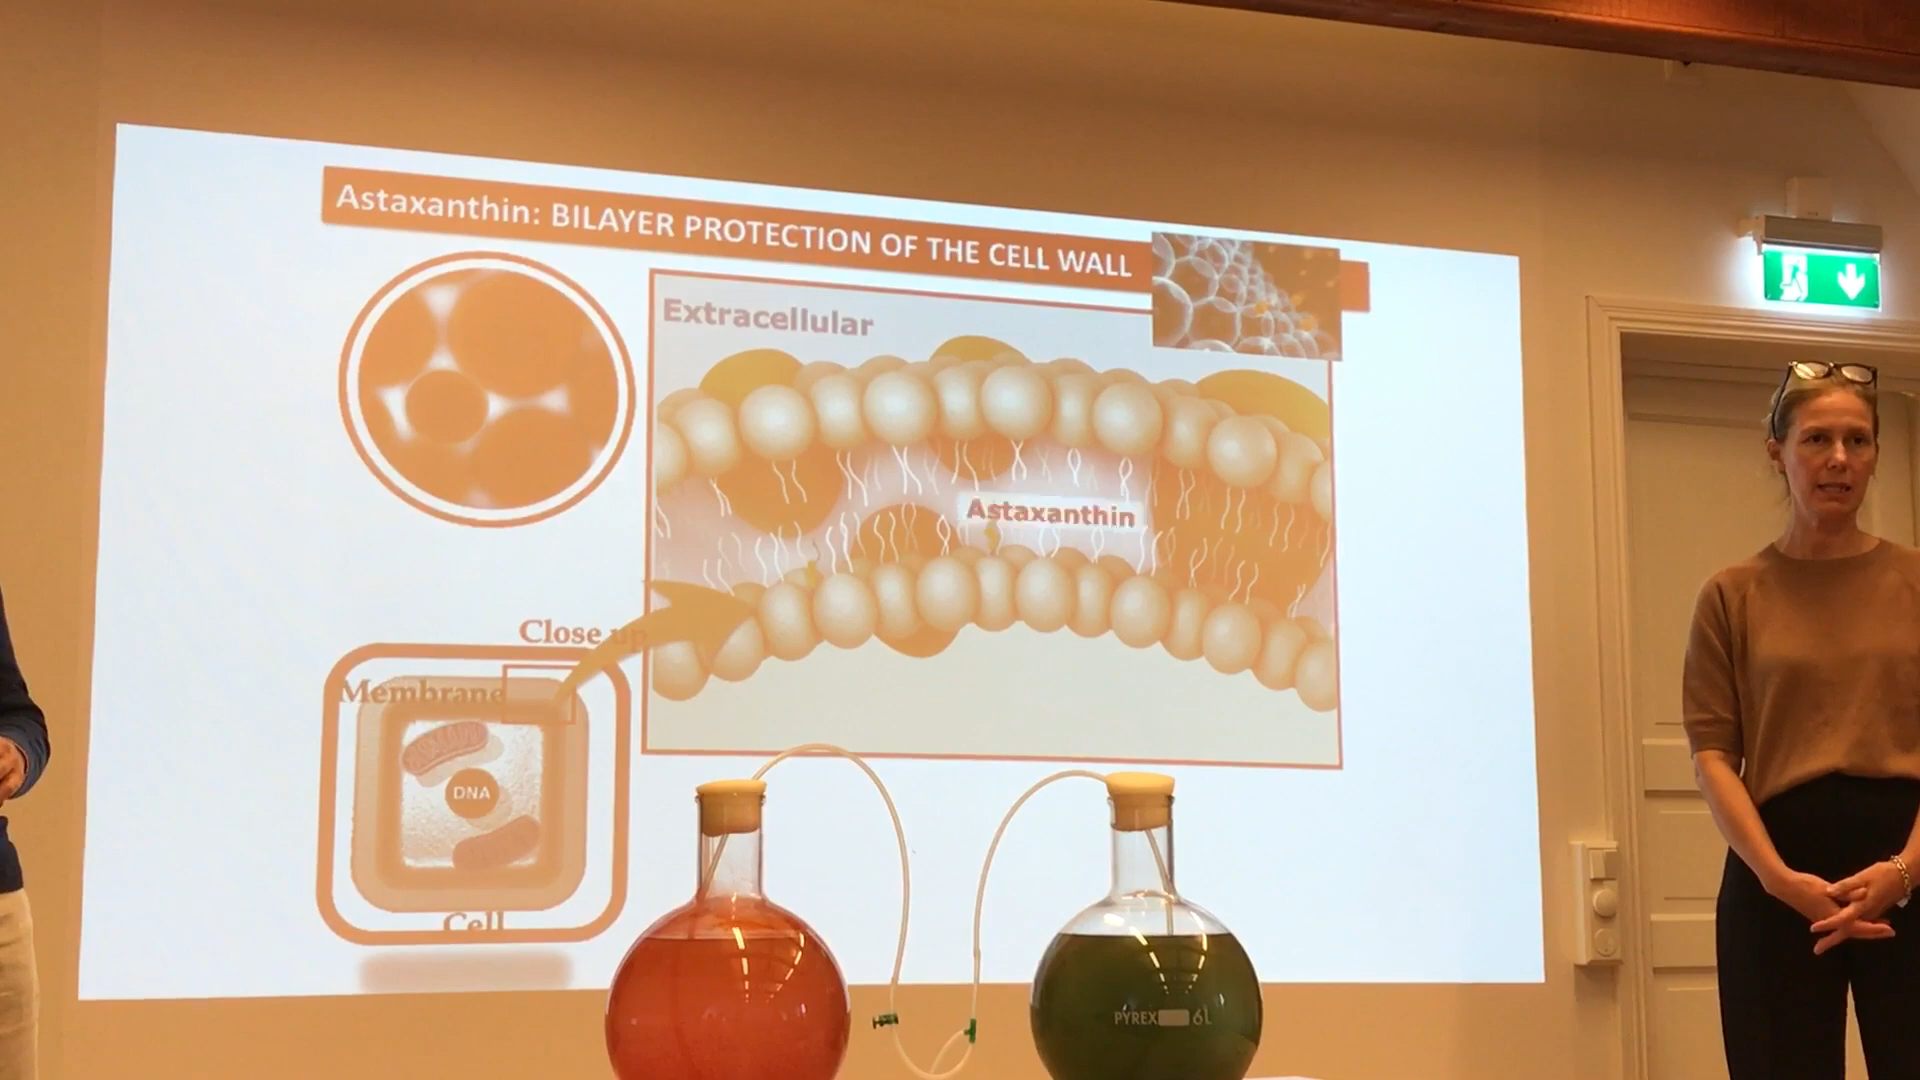 Astaxanthin: BILAYER PROTECTION OF THE CELL WALL
Extracellular
Astaxanthin
Close up
Membrane
DNA
Cell
PYREX 6L